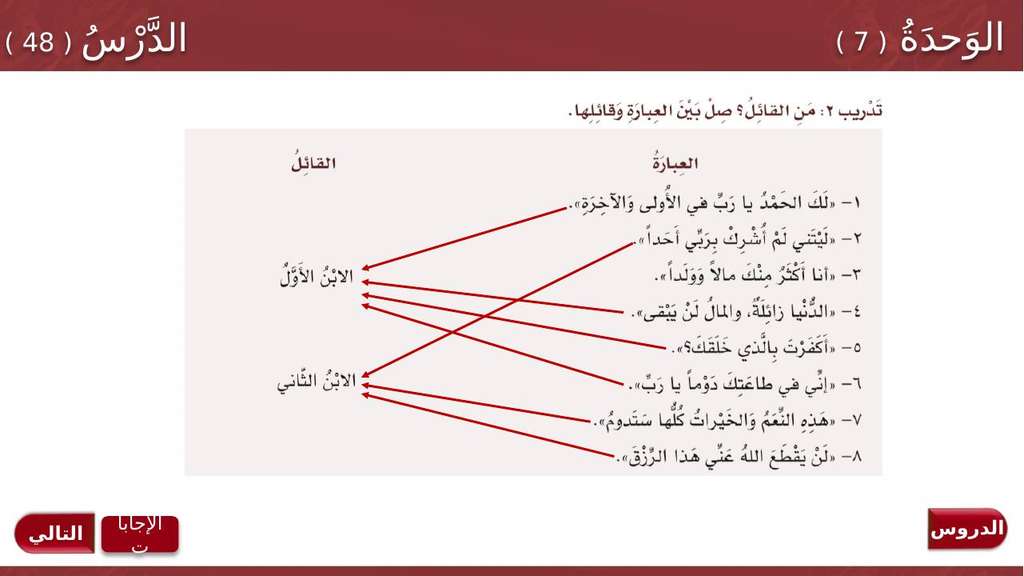 الوَحدَةُ ( 7 )
الدَّرْسُ ( 48 )
تَدْريب ٢: مَنِ القائِلُ؟ صِلْ بَيْنَ العِبارَةِ وَقائِلِها.
العِبارَةُ
القائِلُ
١– «لَكَ الحَمْدُ يا رَبِّ في الأُولى وَالآخِرَةِ».
٢– «لَيْتَني لَمْ أُشْرِكْ بِرَبِّي أَحَداً».
٣– «أنا أَكْثَرُ مِنْكَ مالاً وَوَلَداً».
الابْنُ الأَوَّلُ
٤– «الدُّنْيا زائِلَةٌ، والمالُ لَنْ يَبْقى».
٥– «أَكَفَرْتَ بِالَّذي خَلَقَكَ؟».
٦– «إنِّي في طاعَتِكَ دَوْماً يا رَبِّ».
الابْنُ الثّاني
٧– «هَذِهِ النِّعَمُ وَالخَيْراتُ كُلُّها سَتَدومُ».
٨– «لَنْ يَقْطَعَ اللهُ عَنِّي هَذا الرِّزْقَ».
الدروس
الإجابا
ت
التالي